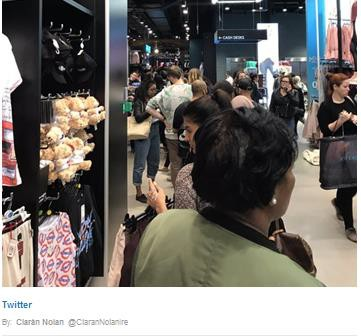 CASH DESKS
Twitter
By: Ciarán Nolan @CiaranNolanire